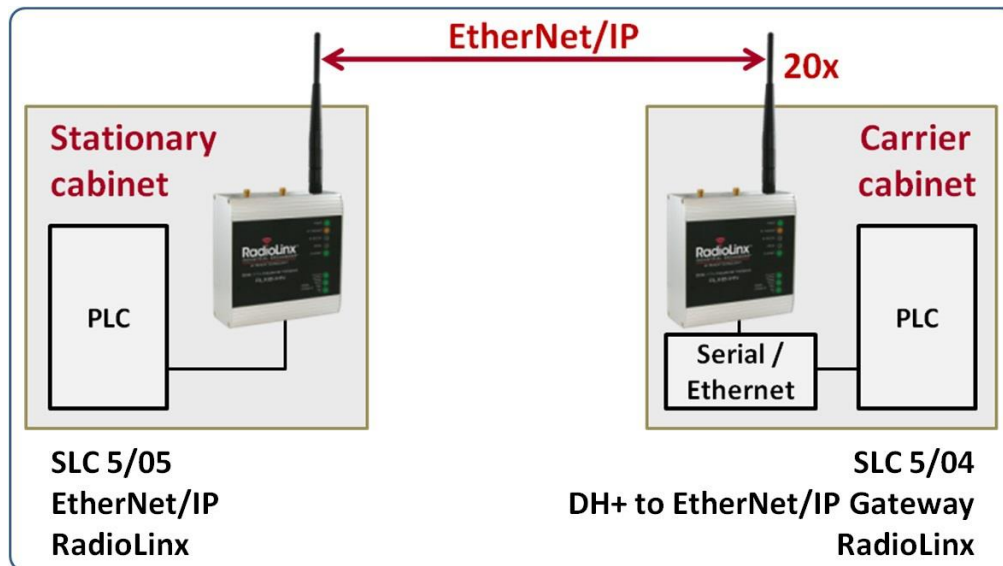 EtherNet/IP
20x
Stationary
cabinet
RadioLinx
PLC
Carrier
cabinet
RadioLinx
Serial /
Ethernet
PLC
SLC 5/05
EtherNet/IP
RadioLinx
SLC 5/04
DH+ to EtherNet/IP Gateway
RadioLinx